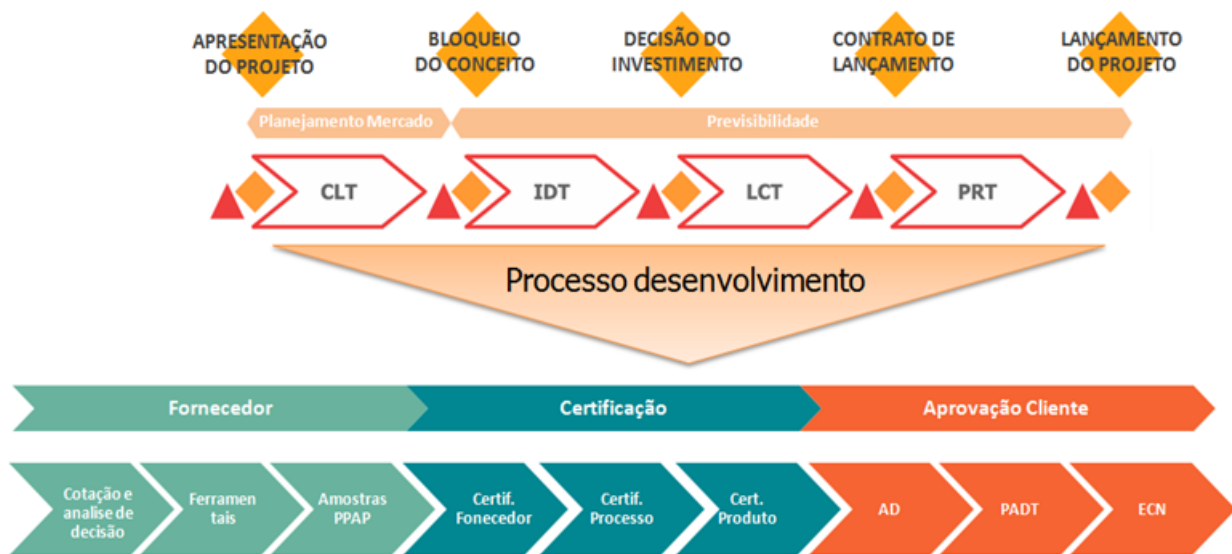 APRESENTAÇÃO
DO PROJETO
BLOQUEIO
DO CONCEITO
DECISÃO DO
INVESTIMENTO
CONTRATO DE
LANÇAMENTO
LANÇAMENTO
DO PROJETO
Planejamento Mercado
Previsibilidade
CLT
IDT
LCT
PRT
Processo desenvolvimento
Fornecedor
Certificação
Aprovação Cliente
Cotação e
analise de
decisão
Ferramen
tais
Amostras
PPAP
Certif.
Fonecedor
Certif.
Processo
Cert.
Produto
AD
PADT
ECN